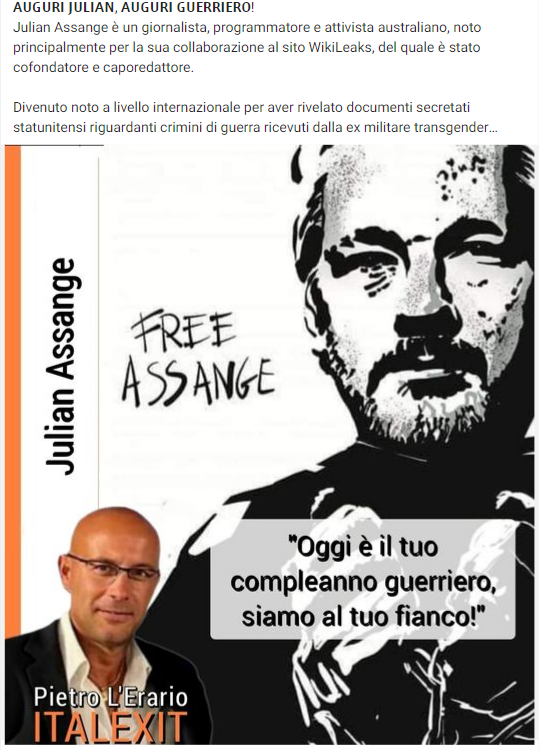 AUGURI JULIAN, AUGURI GUERRIERO!
Julian Assange è un giornalista, programmatore e attivista australiano, noto
principalmente per la sua collaborazione al sito WikiLeaks, del quale è stato
cofondatore e caporedattore.
Divenuto noto a livello internazionale per aver rivelato documenti secretati
statunitensi riguardanti crimini di guerra ricevuti dalla ex militare transgender...
Julian Assange
FREE
ASSANGE
"Oggi è il tuo
compleanno guerriero,
siamo al tuo fianco!"
Pietro L'Erario
ITALEXIT